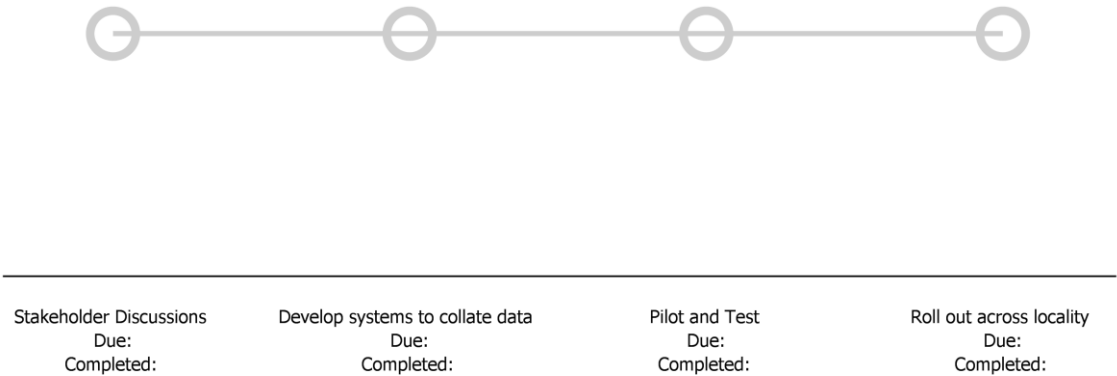 Stakeholder Discussions
Due:
Completed:
Develop systems to collate data
Due:
Completed:
Pilot and Test
Due:
Completed:
Roll out across locality
Due:
Completed: